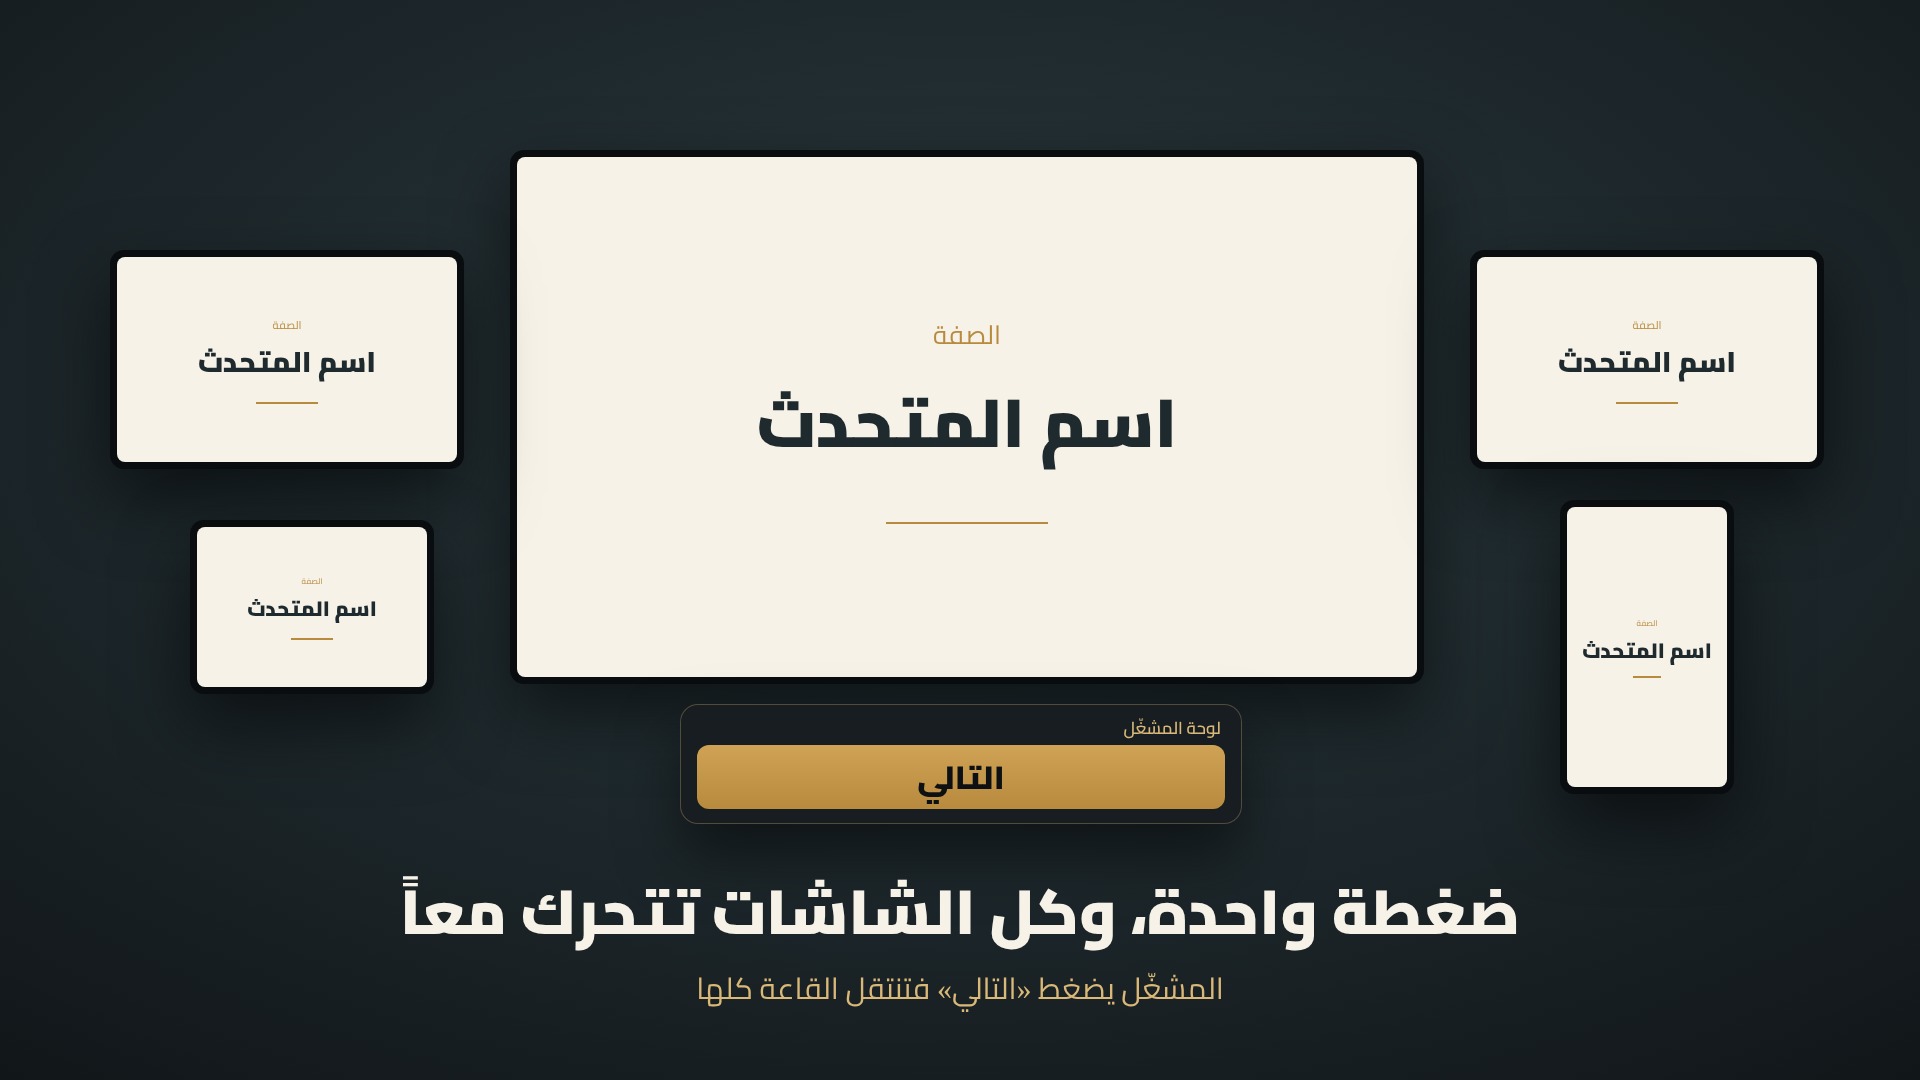 الصفة
اسم المتحدث
الصفة
اسم المتحدث
الصفة
اسم المتحدث
الصفة
اسم المتحدث
الصفة
اسم المتحدث
لوحة المشغّل
التالي
ضغطة واحدة، وكل الشاشات تتحرك معاً
المشغّل يضغط «التالي» فتنتقل القاعة كلها